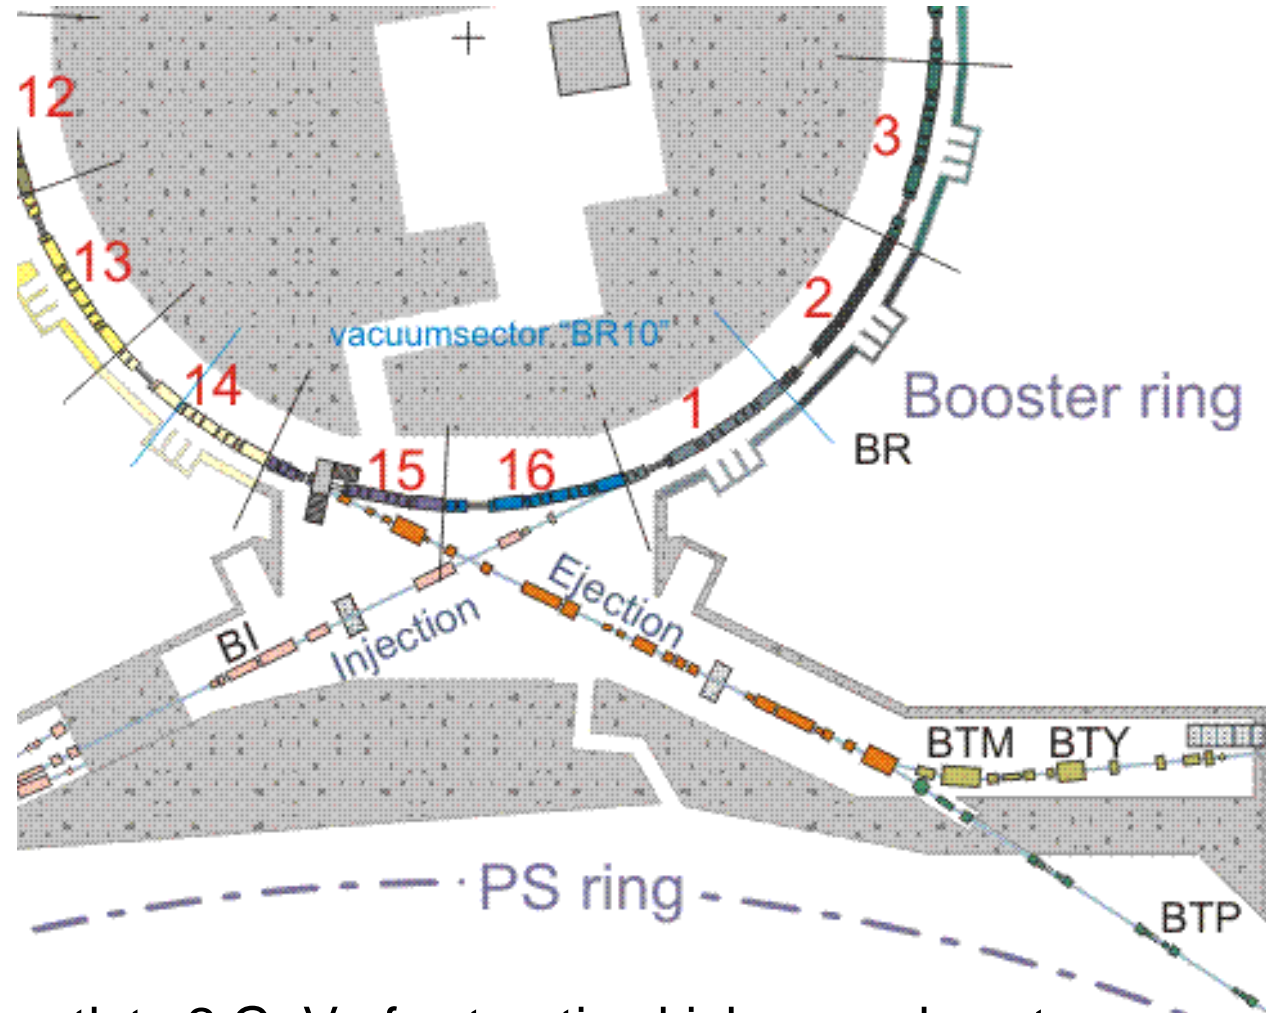 12
3
13
2
vacuumsector "BR10"
14
1
Booster ring
BR
15
16
Ejection
BI
Injection
BTM
BTY
PS ring
BTP